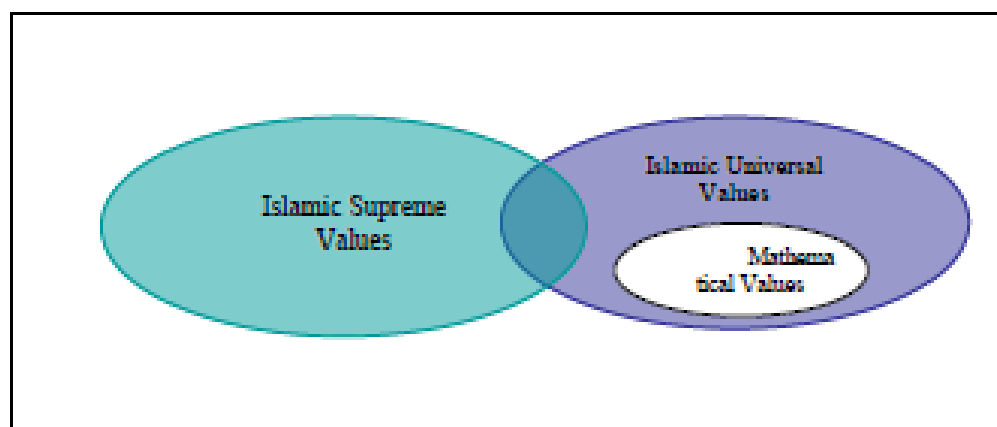 Islamic Supreme
Values
Islamic Universal
Values
Mathema
tical Values